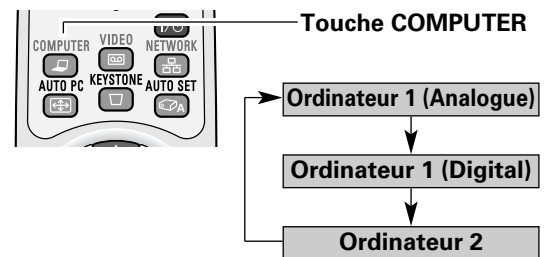 Touche COMPUTER
COMPUTER VIDEO NETWORK
AUTO PC KEYSTONE AUTO SET
A
Ordinateur 1 (Analogue)
Ordinateur 1 (Digital)
Ordinateur 2